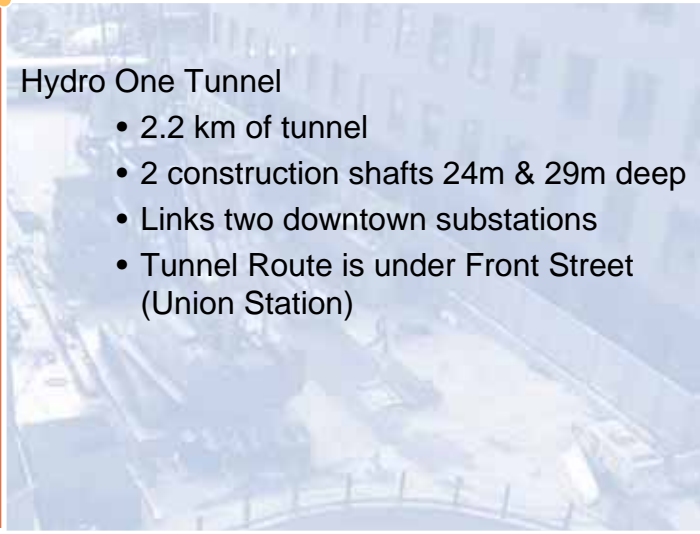 Hydro One Tunnel
• 2.2 km of tunnel
• 2 construction shafts 24m & 29m deep
• Links two downtown substations
• Tunnel Route is under Front Street
(Union Station)